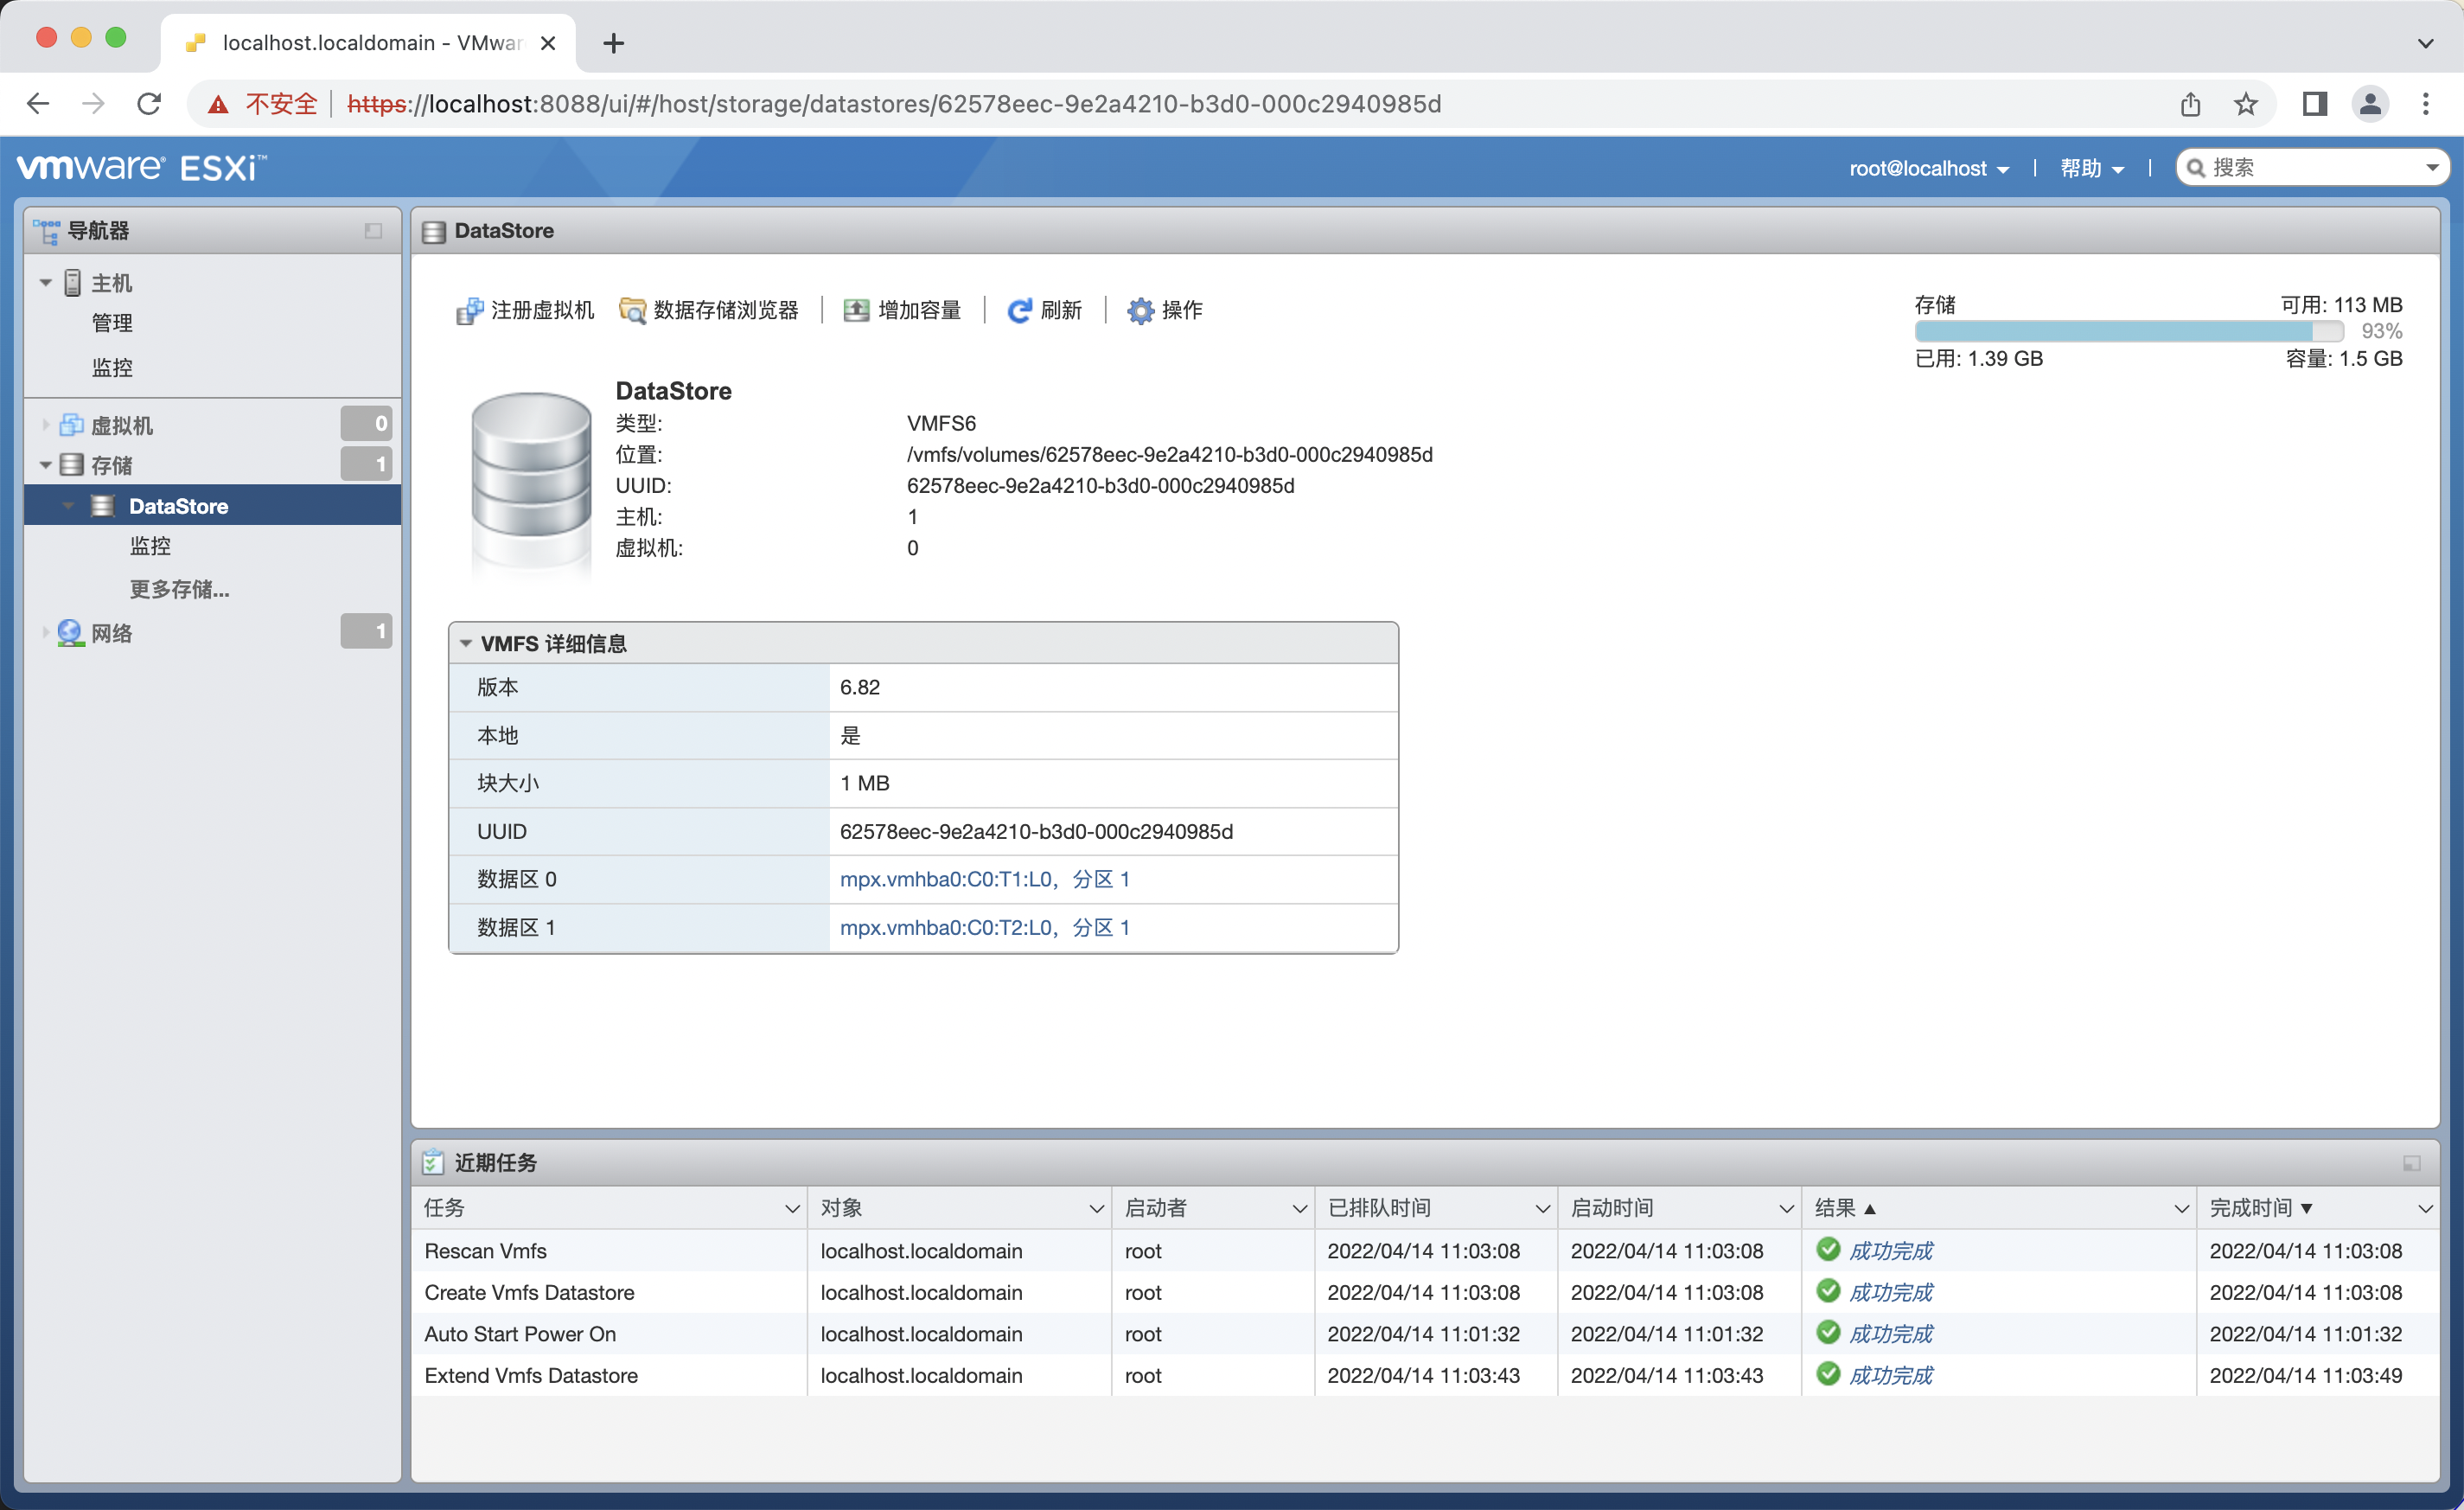 localhost.localdomain - VMwar
不安全 https://localhost:8088/ui/#/host/storage/datastores/62578eec-9e2a4210-b3d0-000c2940985d
vmware® ESXi™
root@localhost
帮助
搜索
导航器
主机
管理
监控
虚拟机 0
存储 1
DataStore
监控
更多存储...
网络 1
DataStore
注册虚拟机 数据存储浏览器 增加容量 刷新 操作
存储 可用: 113 MB
93%
已用: 1.39 GB 容量: 1.5 GB
DataStore
类型: VMFS6
位置: /vmfs/volumes/62578eec-9e2a4210-b3d0-000c2940985d
UUID: 62578eec-9e2a4210-b3d0-000c2940985d
主机: 1
虚拟机: 0
VMFS 详细信息
版本 6.82
本地 是
块大小 1 MB
UUID 62578eec-9e2a4210-b3d0-000c2940985d
数据区 0 mpx.vmhba0:C0:T1:L0，分区 1
数据区 1 mpx.vmhba0:C0:T2:L0，分区 1
近期任务
任务 对象 启动者 已排队时间 启动时间 结果 ▲ 完成时间 ▼
Rescan Vmfs localhost.localdomain root 2022/04/14 11:03:08 2022/04/14 11:03:08 成功完成 2022/04/14 11:03:08
Create Vmfs Datastore localhost.localdomain root 2022/04/14 11:03:08 2022/04/14 11:03:08 成功完成 2022/04/14 11:03:08
Auto Start Power On localhost.localdomain root 2022/04/14 11:01:32 2022/04/14 11:01:32 成功完成 2022/04/14 11:01:32
Extend Vmfs Datastore localhost.localdomain root 2022/04/14 11:03:43 2022/04/14 11:03:43 成功完成 2022/04/14 11:03:49